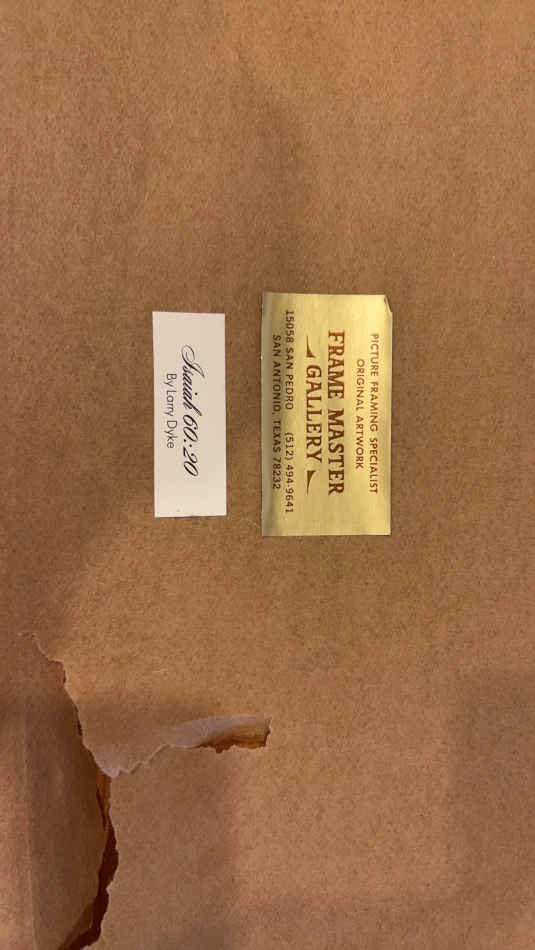 PICTURE FRAMING SPECIALIST
ORIGINAL ARTWORK
FRAME MASTER
GALLERY
15058 SAN PEDRO (512) 494-9641
SAN ANTONIO, TEXAS 78232
Isaiah 60:20
By Larry Dyke